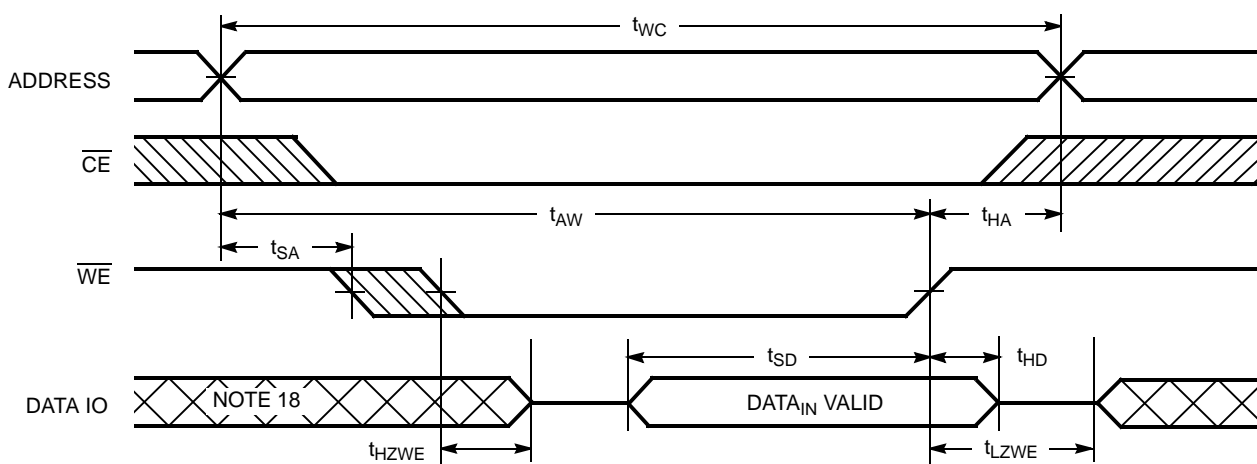 tWC
ADDRESS
CE
tAW
tHA
tSA
WE
tSD
tHD
DATA IO
NOTE 18
DATAIN VALID
tHZWE
tLZWE